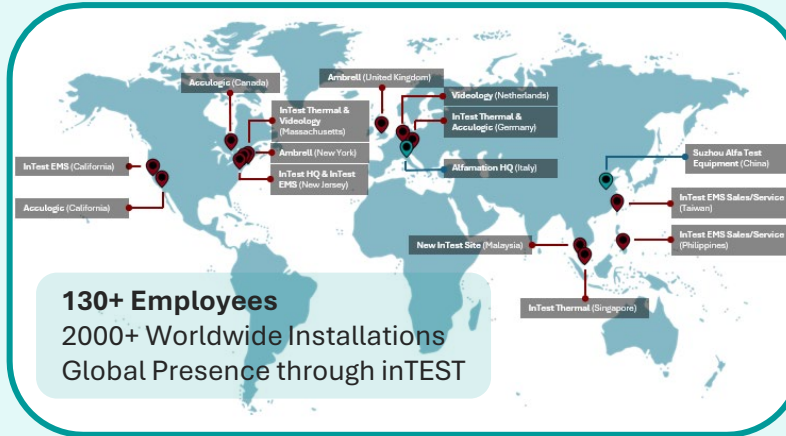 Acculogic (Canada)
Ambrell (United Kingdom)
Videology (Netherlands)
InTest Thermal &
Videology
(Massachusetts)
InTest Thermal &
Acculogic (Germany)
InTest EMS (California)
Ambrell (New York)
Suzhou Alfa Test
Equipment (China)
Alfamation HQ (Italy)
InTest HQ & InTest
EMS (New Jersey)
Acculogic (California)
InTest EMS Sales/Service
(Taiwan)
New InTest Site (Malaysia)
InTest EMS Sales/Service
(Philippines)
InTest Thermal (Singapore)
130+ Employees
2000+ Worldwide Installations
Global Presence through inTEST